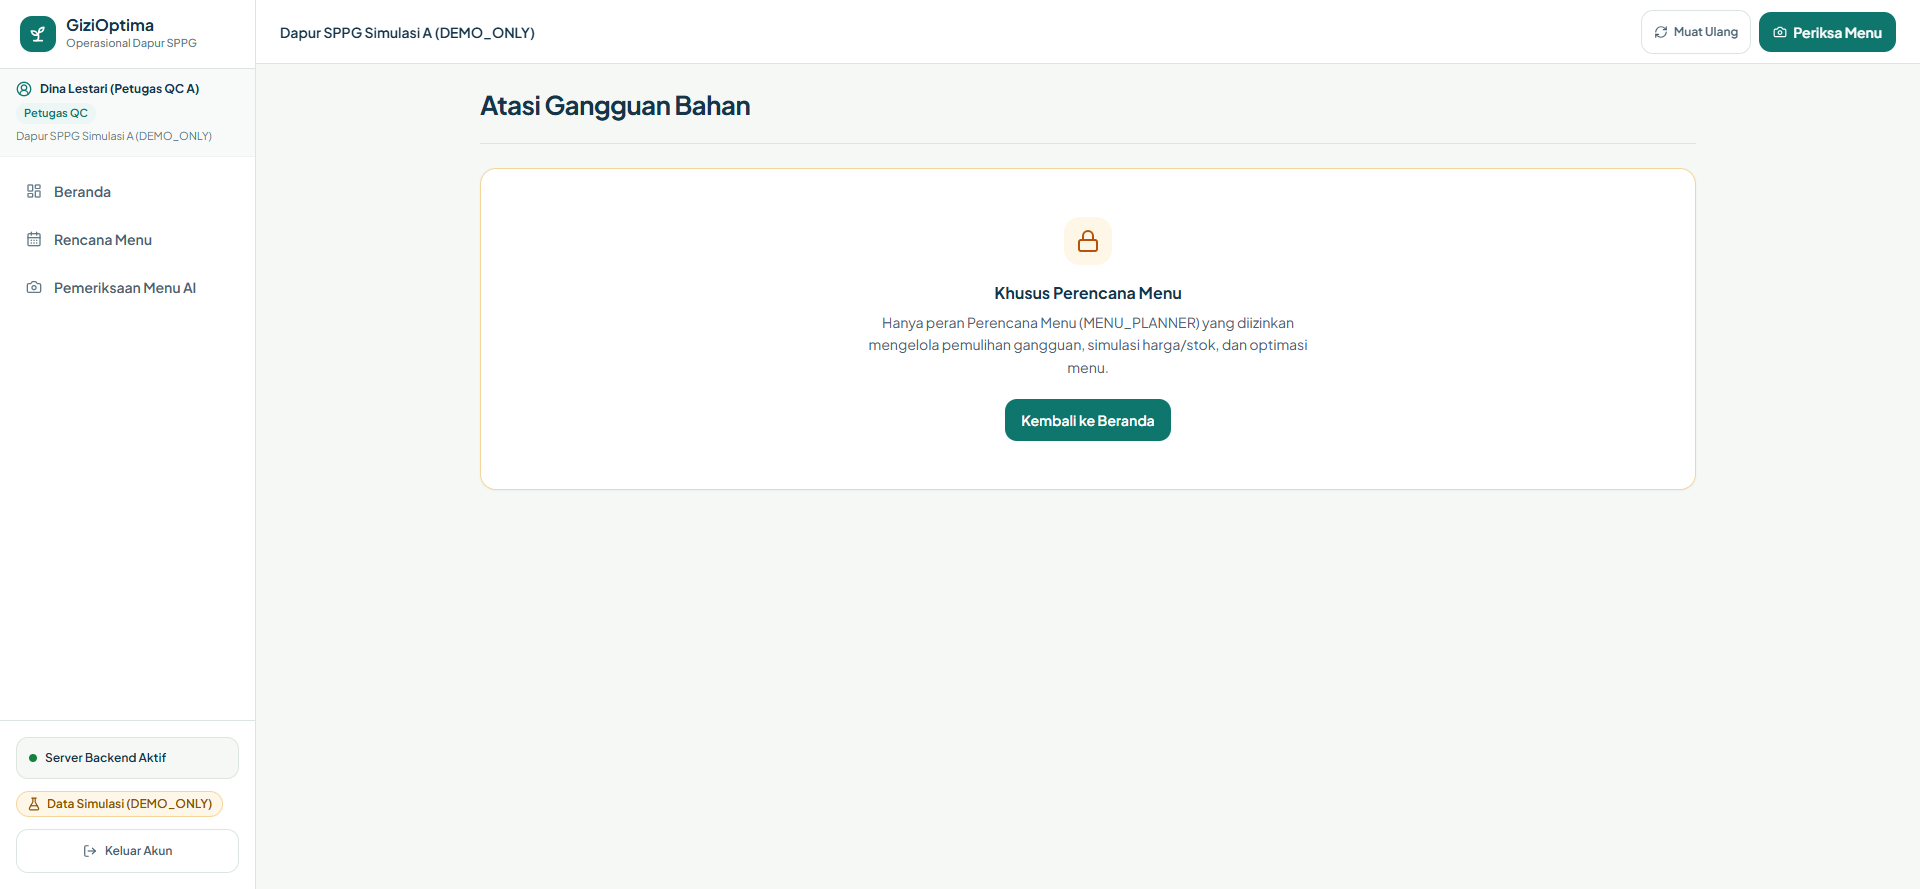 GiziOptima
Operasional Dapur SPPG
Dina Lestari (Petugas QC A)
Petugas QC
Dapur SPPG Simulasi A (DEMO_ONLY)
Beranda
Rencana Menu
Pemeriksaan Menu AI
Server Backend Aktif
Data Simulasi (DEMO_ONLY)
Keluar Akun
Dapur SPPG Simulasi A (DEMO_ONLY)
Muat Ulang
Periksa Menu
Atasi Gangguan Bahan
Khusus Perencana Menu
Hanya peran Perencana Menu (MENU_PLANNER) yang diizinkan
mengelola pemulihan gangguan, simulasi harga/stok, dan optimasi
menu.
Kembali ke Beranda